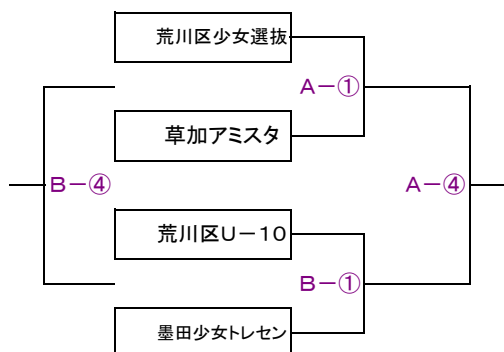 荒川区少女選抜
A－①
草加アミスタ
B－④
A－④
荒川区U－10
B－①
墨田少女トレセン